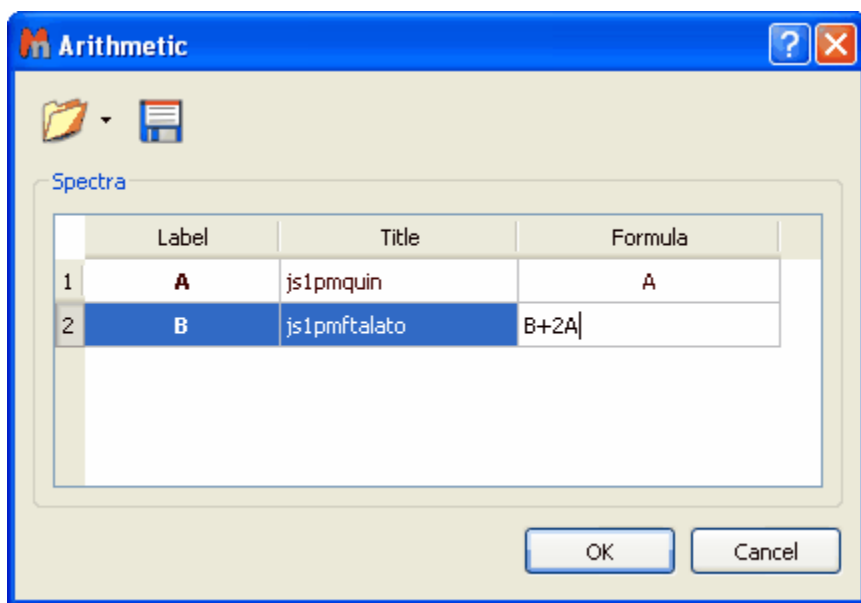 Arithmetic
Spectra
Label Title Formula
1 A js1pmquin A
2 B js1pmftalato B+2A
OK Cancel